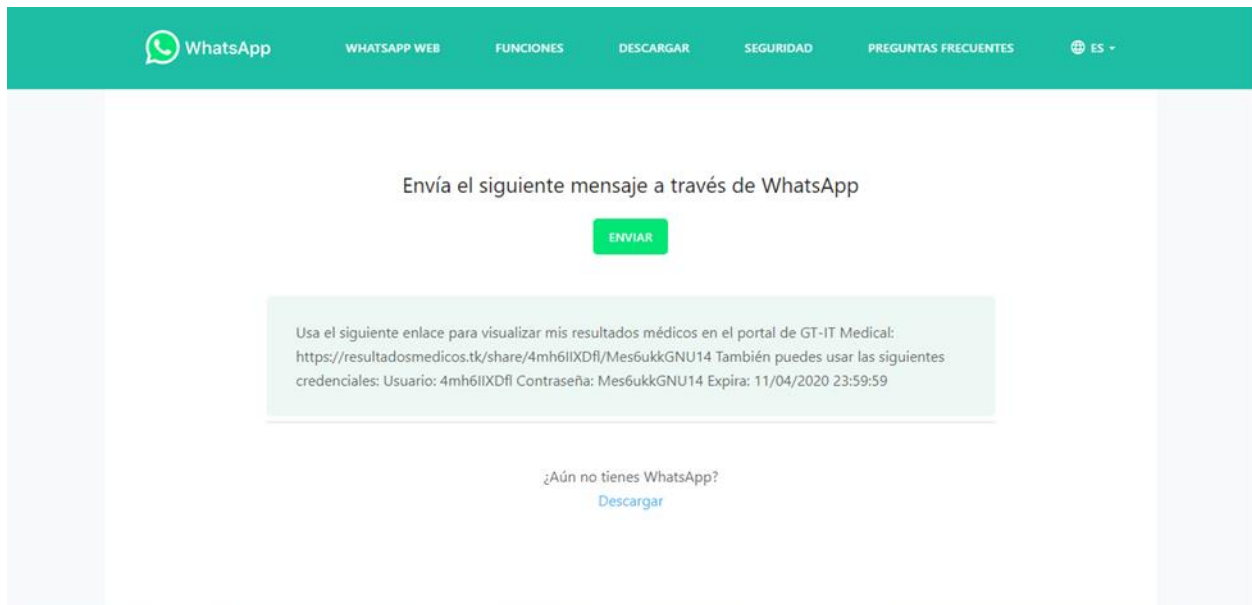 WhatsApp WHATSAPP WEB FUNCIONES DESCARGAR SEGURIDAD PREGUNTAS FRECUENTES ES
Envía el siguiente mensaje a través de WhatsApp
ENVIAR
Usa el siguiente enlace para visualizar mis resultados médicos en el portal de GT-IT Medical:
https://resultadosmedicos.tk/share/4mh6IIXDfl/Mes6ukkGNU14 También puedes usar las siguientes
credenciales: Usuario: 4mh6IIXDfl Contraseña: Mes6ukkGNU14 Expira: 11/04/2020 23:59:59
¿Aún no tienes WhatsApp?
Descargar